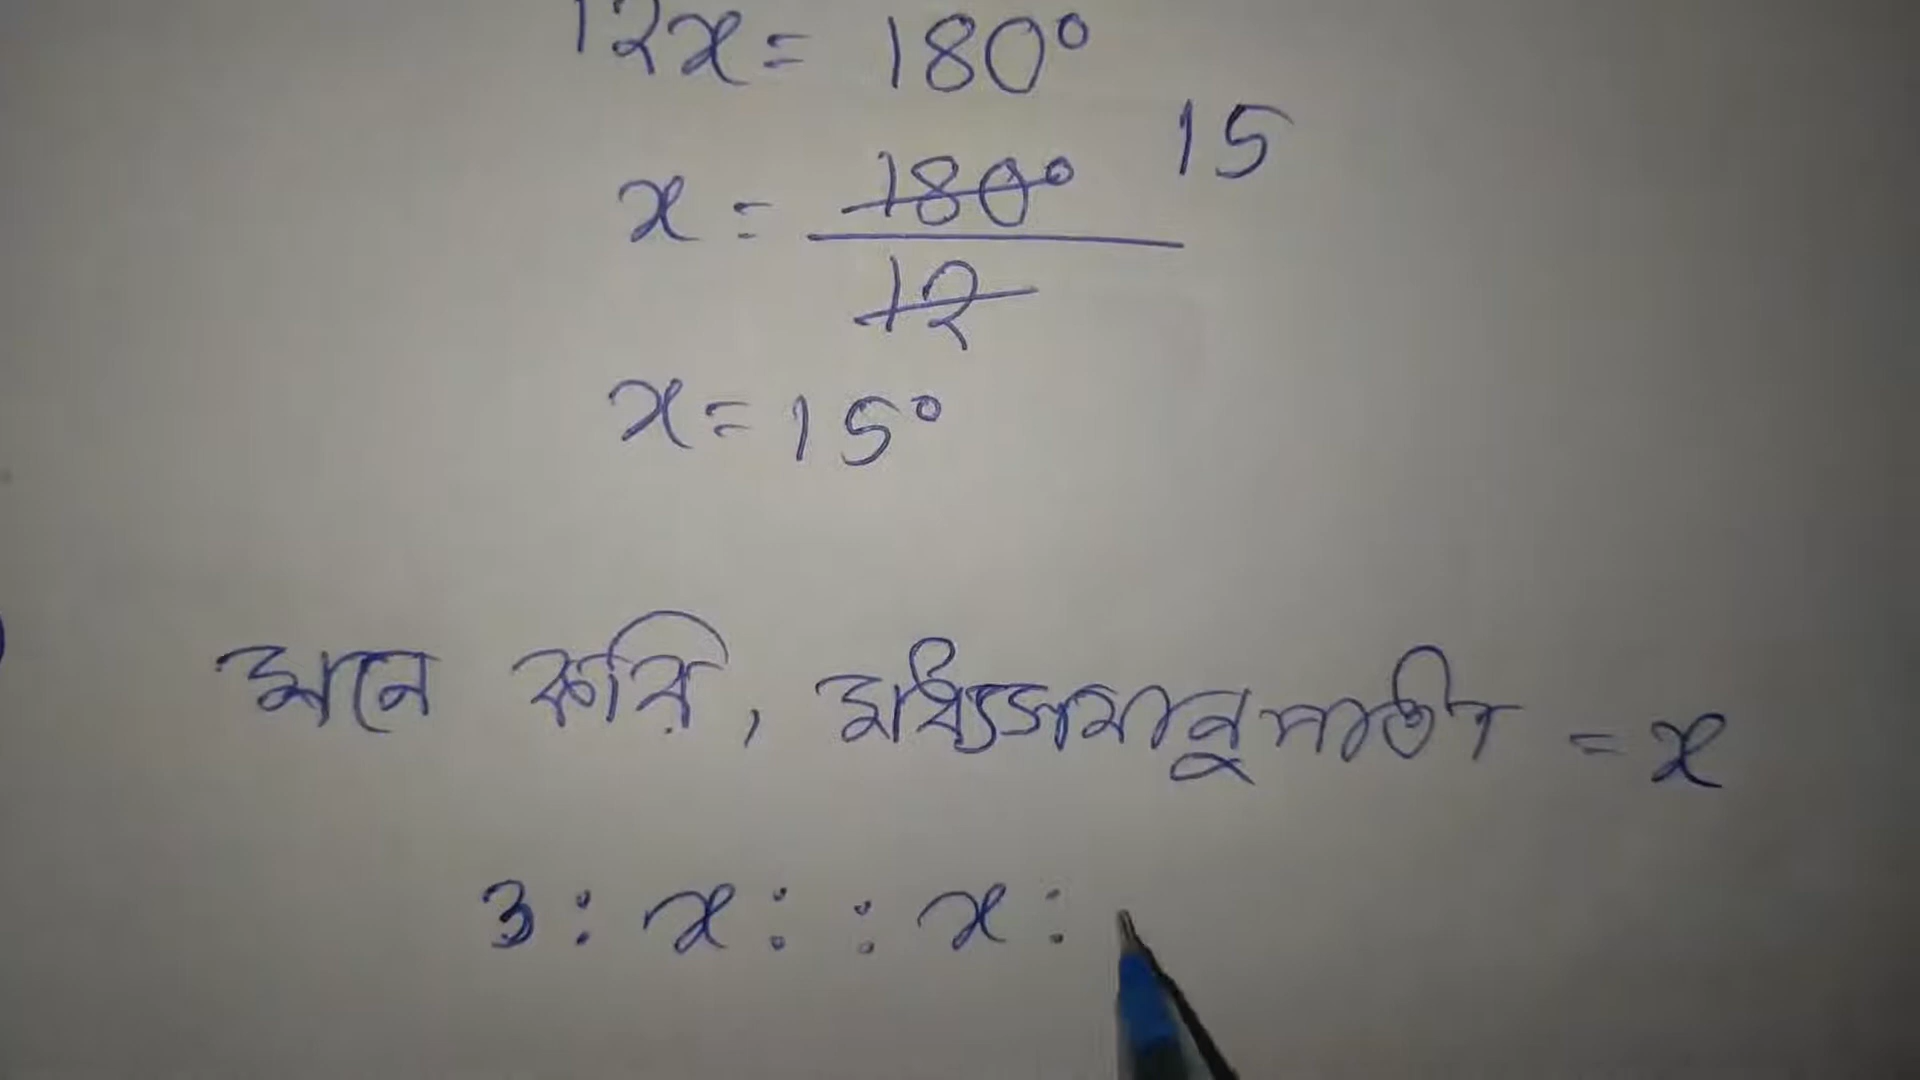 12x = 180°
x = 180° 15
12
x = 15°
মনে করি, মধ্যসমানুপাতী = x
3 : x : : x :